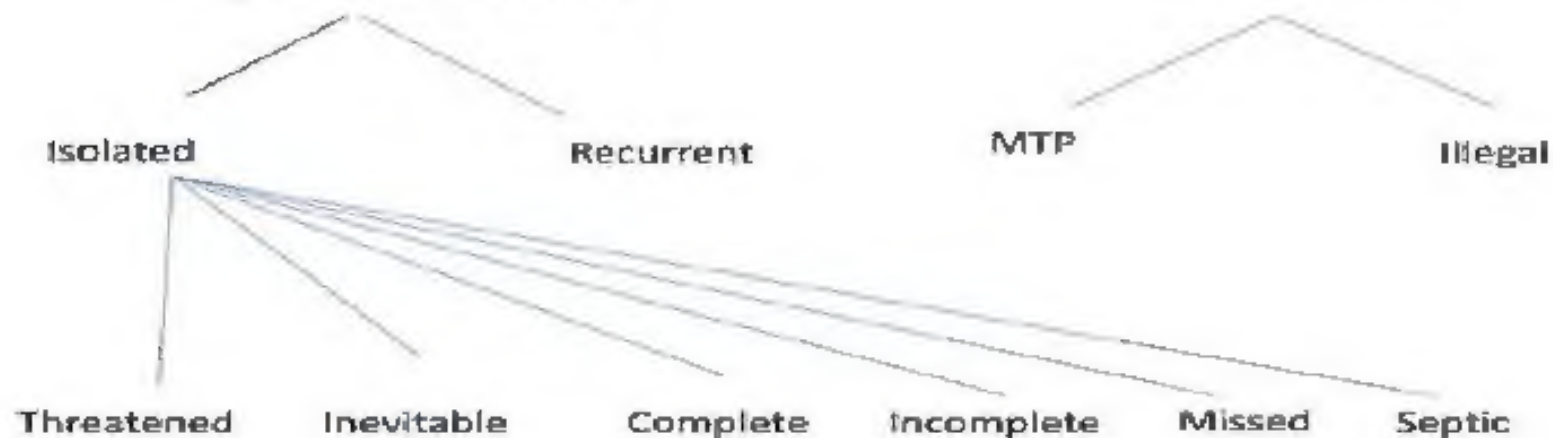 Isolated Recurrent MTP Illegal
Threatened Inevitable Complete Incomplete Missed Septic